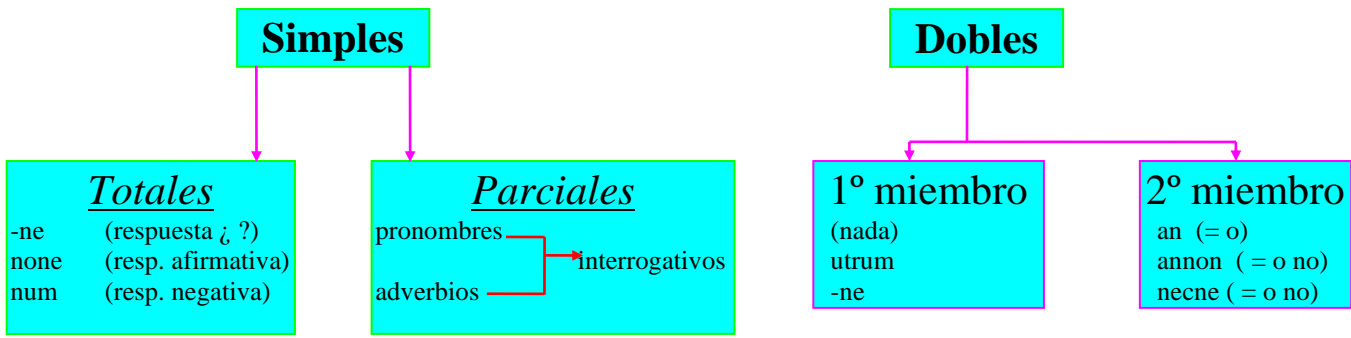 Simples
Totales
-ne (respuesta ¿ ?)
none (resp. afirmativa)
num (resp. negativa)
Parciales
pronombres
interrogativos
adverbios
Dobles
1º miembro
(nada)
utrum
-ne
2º miembro
an (= o)
annon ( = o no)
necne ( = o no)